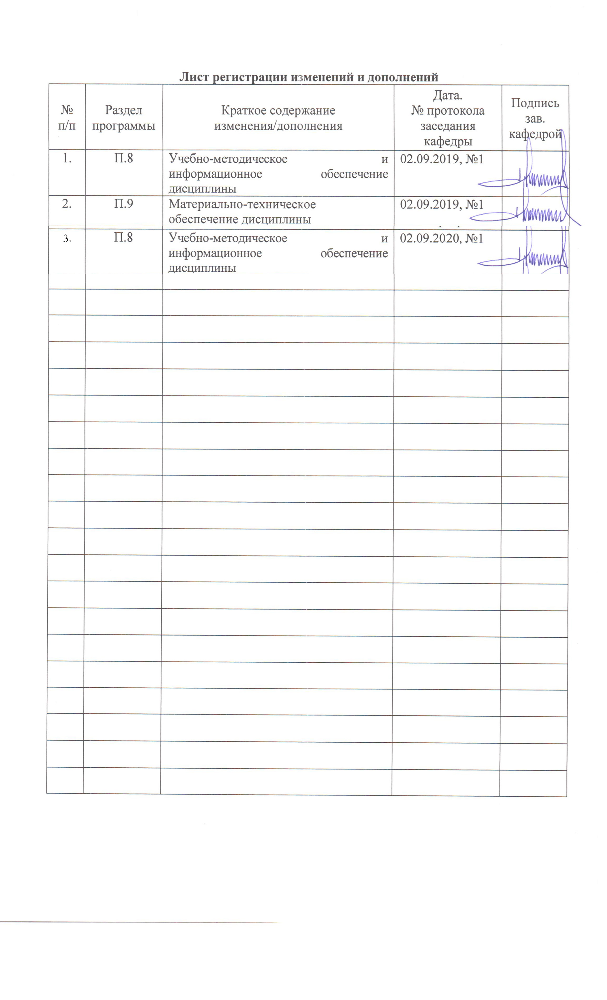 Лист регистрации изменений и дополнений
№
п/п
Раздел
программы
Краткое содержание
изменения/дополнения
Дата.
№ протокола
заседания
кафедры
Подпись
зав.
кафедрой
1.
П.8
Учебно-методическое и
информационное обеспечение
дисциплины
02.09.2019, №1
2.
П.9
Материально-техническое
обеспечение дисциплины
02.09.2019, №1
3.
П.8
Учебно-методическое и
информационное обеспечение
дисциплины
02.09.2020, №1